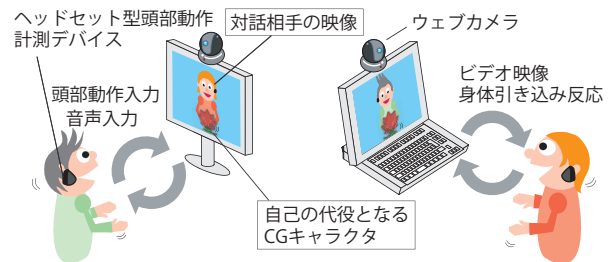 ヘッドセット型頭部動作
計測デバイス
対話相手の映像
ウェブカメラ
頭部動作入力
音声入力
ビデオ映像
身体引き込み反応
自己の代役となる
CGキャラクタ